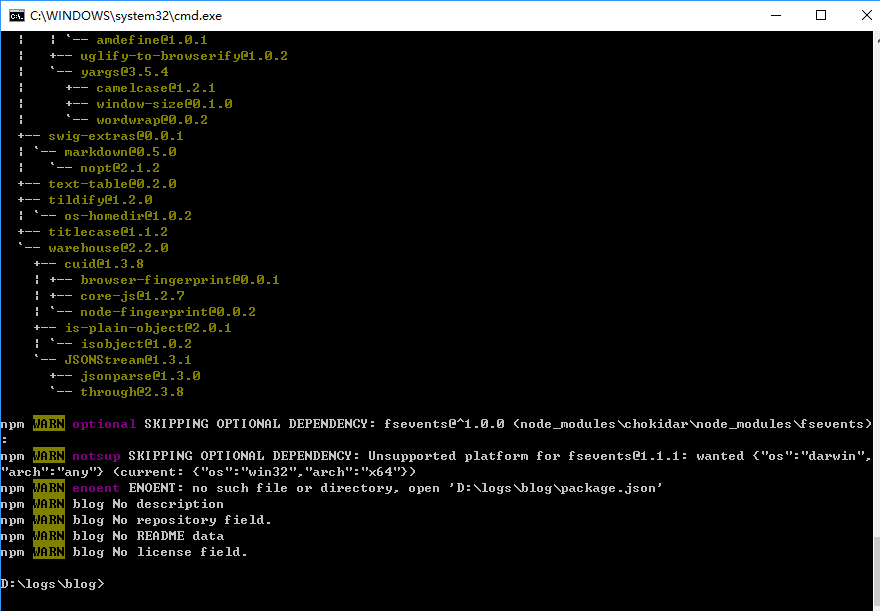 C:\WINDOWS\system32\cmd.exe
¦   ¦ ¦ `-- amdefine@1.0.1
¦   ¦ +-- uglify-to-browserify@1.0.2
¦   `-- yargs@3.5.4
¦     +-- camelcase@1.2.1
¦     +-- window-size@0.1.0
¦     `-- wordwrap@0.0.2
+-- swig-extras@0.0.1
¦ `-- markdown@0.5.0
¦   `-- nopt@2.1.2
+-- text-table@0.2.0
+-- tildify@1.2.0
¦ `-- os-homedir@1.0.2
+-- titlecase@1.1.2
`-- warehouse@2.2.0
  +-- cuid@1.3.8
  ¦ +-- browser-fingerprint@0.0.1
  ¦ +-- core-js@1.2.7
  ¦ `-- node-fingerprint@0.0.2
  +-- is-plain-object@2.0.1
  ¦ `-- isobject@1.0.2
  `-- JSONStream@1.3.1
    +-- jsonparse@1.3.0
    `-- through@2.3.8
npm WARN optional SKIPPING OPTIONAL DEPENDENCY: fsevents@^1.0.0 (node_modules\chokidar\node_modules\fsevents)
:
npm WARN notsup SKIPPING OPTIONAL DEPENDENCY: Unsupported platform for fsevents@1.1.1: wanted {"os":"darwin",
"arch":"any"} (current: {"os":"win32","arch":"x64"})
npm WARN enoent ENOENT: no such file or directory, open 'D:\logs\blog\package.json'
npm WARN blog No description
npm WARN blog No repository field.
npm WARN blog No README data
npm WARN blog No license field.
D:\logs\blog>